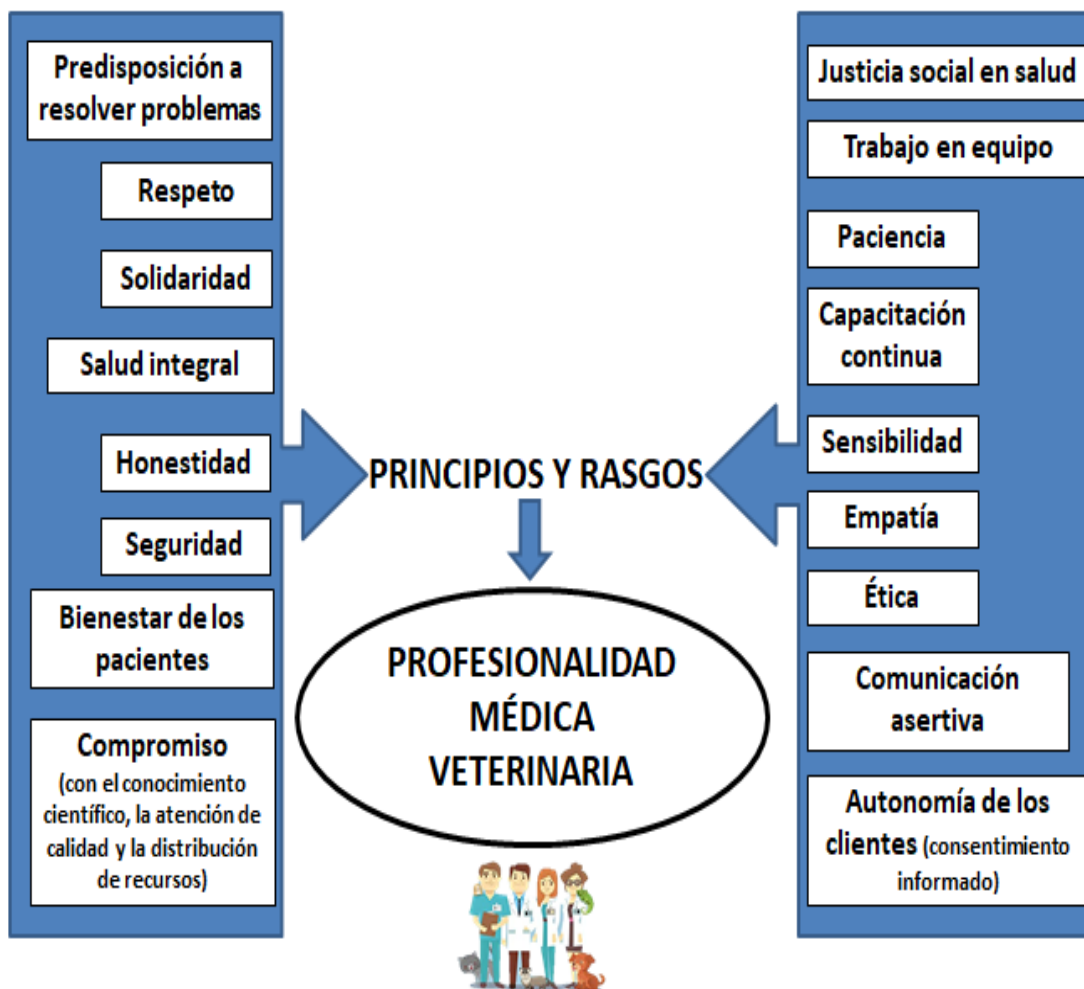 Predisposición a
resolver problemas
Respeto
Solidaridad
Salud integral
Honestidad
Seguridad
Bienestar de los
pacientes
Compromiso
(con el conocimiento
científico, la atención de
calidad y la distribución
de recursos)
PRINCIPIOS Y RASGOS
PROFESIONALIDAD
MÉDICA
VETERINARIA
Justicia social en salud
Trabajo en equipo
Paciencia
Capacitación
continua
Sensibilidad
Empatía
Ética
Comunicación
asertiva
Autonomía de los
clientes (consentimiento
informado)